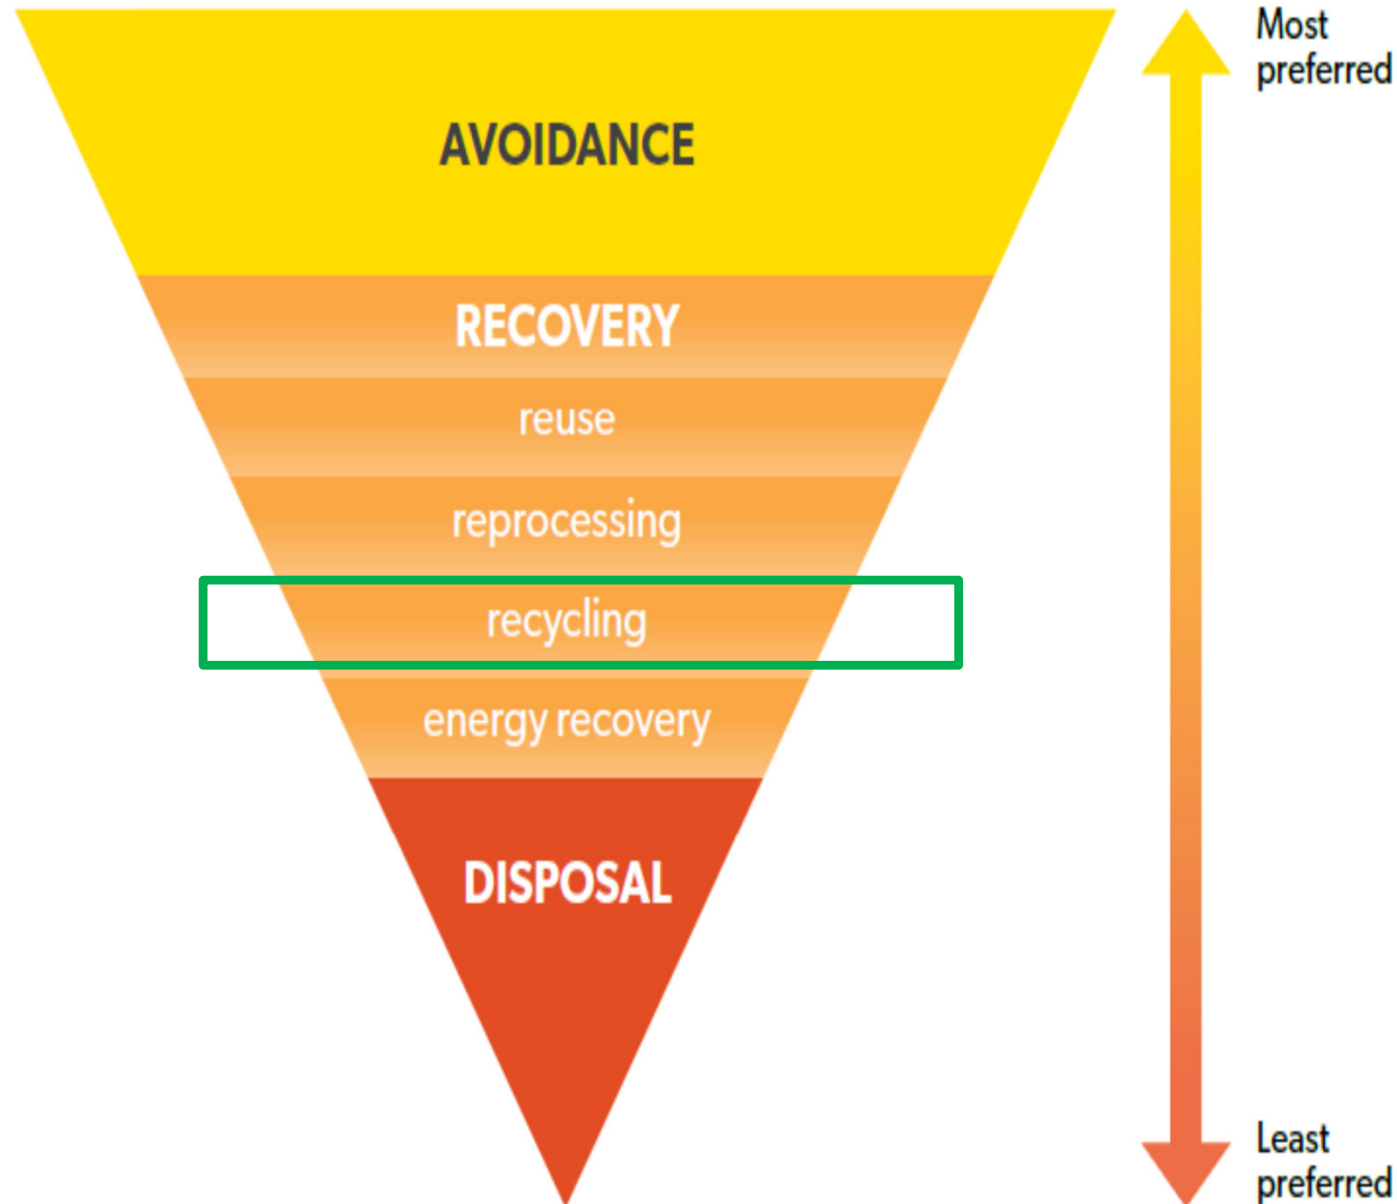 Most
preferred
AVOIDANCE
RECOVERY
reuse
reprocessing
recycling
energy recovery
DISPOSAL
Least
preferred